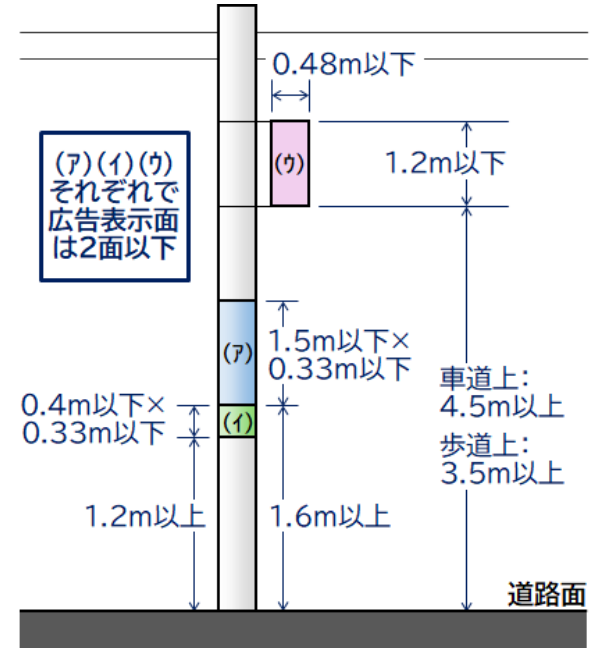 0.48m以下
(ｱ)(ｲ)(ｳ)
それぞれで
広告表示面
は2面以下
(ｳ)
1.2m以下
(ｱ)
1.5m以下×
0.33m以下
車道上：
4.5m以上
歩道上：
3.5m以上
0.4m以下×
0.33m以下
(ｲ)
1.2m以上
1.6m以上
道路面